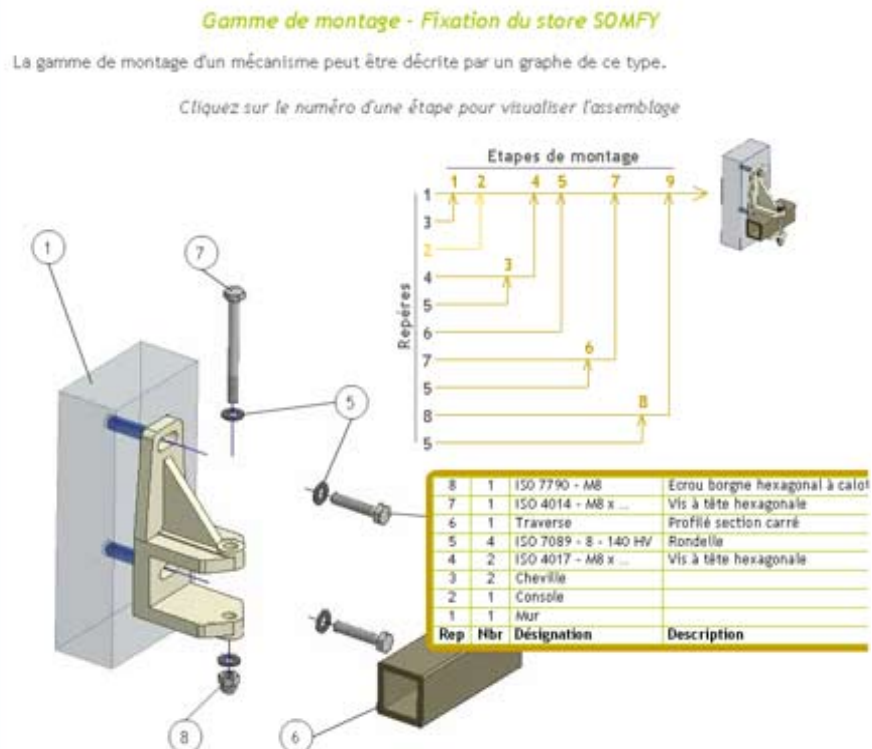 Gamme de montage - Fixation du store SOMFY
La gamme de montage d'un mécanisme peut être décrite par un graphe de ce type.
Cliquez sur le numéro d'une étape pour visualiser l'assemblage
Etapes de montage
1 2 4 5 7 9
1
3
2
3
4
5
6
6
7
5
8
8
5
Repères
1
7
5
8 1 ISO 7790 - M8 Ecrou borgne hexagonal à calot
7 1 ISO 4014 - M8 x ... Vis à tête hexagonale
6 1 Traverse Profilé section carré
5 4 ISO 7089 - 8 - 140 HV Rondelle
4 2 ISO 4017 - M8 x ... Vis à tête hexagonale
3 2 Cheville
2 1 Console
1 1 Mur
Rep Nbr Désignation Description
8
6